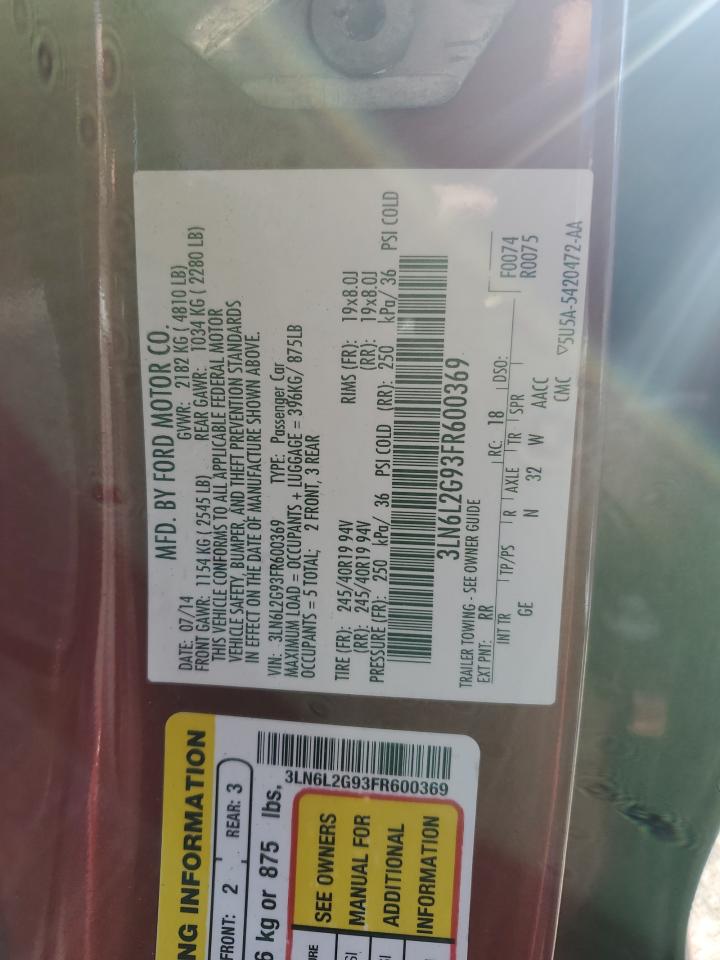 MFD. BY FORD MOTOR CO.
DATE: 07/14 GVWR: 2182 KG ( 4810 LB)
FRONT GAWR: 1154 KG ( 2545 LB) REAR GAWR: 1034 KG ( 2280 LB)
THIS VEHICLE CONFORMS TO ALL APPLICABLE FEDERAL MOTOR
VEHICLE SAFETY, BUMPER, AND THEFT PREVENTION STANDARDS
IN EFFECT ON THE DATE OF MANUFACTURE SHOWN ABOVE.
VIN: 3LN6L2G93FR600369 TYPE: Passenger Car
MAXIMUM LOAD = OCCUPANTS + LUGGAGE = 396KG/ 875LB
OCCUPANTS = 5 TOTAL; 2 FRONT, 3 REAR
TIRE (FR): 245/40R19 94V RIMS (FR): 19x8.0J
(RR): 245/40R19 94V (RR): 19x8.0J
PRESSURE (FR): 250 kPa/ 36 PSI COLD (RR): 250 kPa/ 36 PSI COLD
3LN6L2G93FR600369
TRAILER TOWING - SEE OWNER GUIDE
EXT PNT: RR RC: 18 DSO: F0074
R0075
INT TR TP/PS R AXLE TR SPR
GE N 32 W AACC
CMC ▽5U5A-5420472-AA
NG INFORMATION
FRONT: 2 REAR: 3
6 kg or 875 lbs.
3LN6L2G93FR600369
SEE OWNERS
MANUAL FOR
ADDITIONAL
INFORMATION